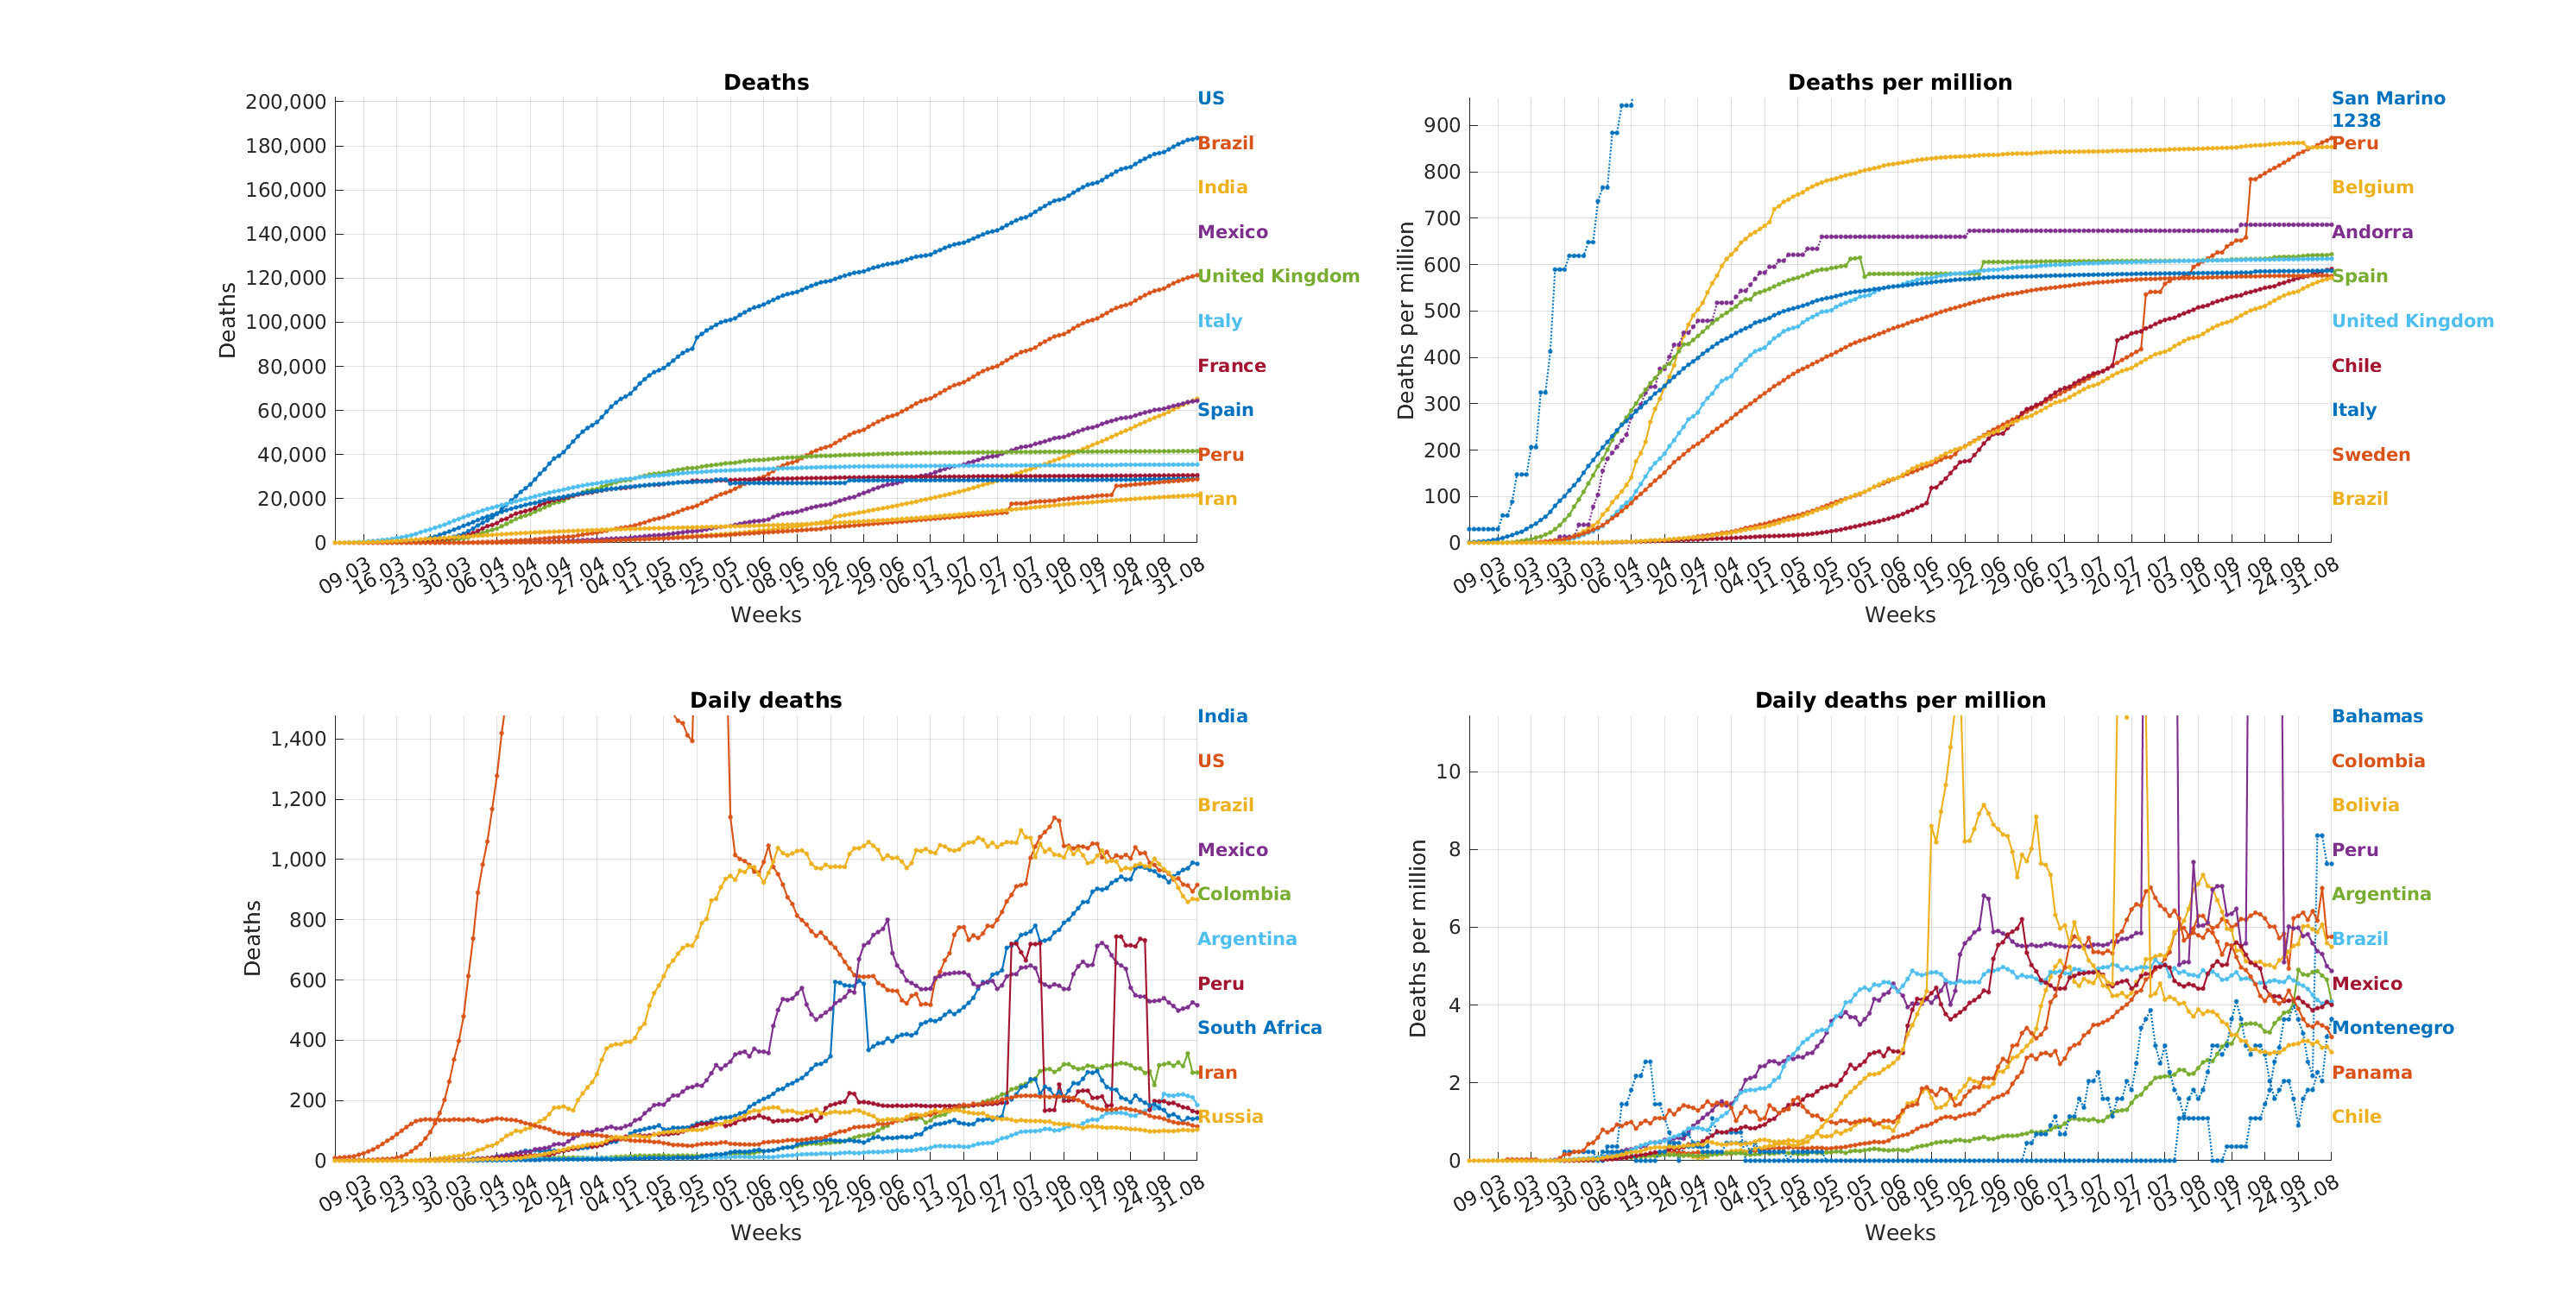 Deaths
200,000
180,000
160,000
140,000
120,000
100,000
80,000
60,000
40,000
20,000
0
Deaths
09.03 16.03 23.03 30.03 06.04 13.04 20.04 27.04 04.05 11.05 18.05 25.05 01.06 08.06 15.06 22.06 29.06 06.07 13.07 20.07 27.07 03.08 10.08 17.08 24.08 31.08
Weeks
US
Brazil
India
Mexico
United Kingdom
Italy
France
Spain
Peru
Iran
Deaths per million
900
800
700
600
500
400
300
200
100
0
Deaths per million
09.03 16.03 23.03 30.03 06.04 13.04 20.04 27.04 04.05 11.05 18.05 25.05 01.06 08.06 15.06 22.06 29.06 06.07 13.07 20.07 27.07 03.08 10.08 17.08 24.08 31.08
Weeks
San Marino
1238
Peru
Belgium
Andorra
Spain
United Kingdom
Chile
Italy
Sweden
Brazil
Daily deaths
1,400
1,200
1,000
800
600
400
200
0
Deaths
09.03 16.03 23.03 30.03 06.04 13.04 20.04 27.04 04.05 11.05 18.05 25.05 01.06 08.06 15.06 22.06 29.06 06.07 13.07 20.07 27.07 03.08 10.08 17.08 24.08 31.08
Weeks
India
US
Brazil
Mexico
Colombia
Argentina
Peru
South Africa
Iran
Russia
Daily deaths per million
10
8
6
4
2
0
Deaths per million
09.03 16.03 23.03 30.03 06.04 13.04 20.04 27.04 04.05 11.05 18.05 25.05 01.06 08.06 15.06 22.06 29.06 06.07 13.07 20.07 27.07 03.08 10.08 17.08 24.08 31.08
Weeks
Bahamas
Colombia
Bolivia
Peru
Argentina
Brazil
Mexico
Montenegro
Panama
Chile